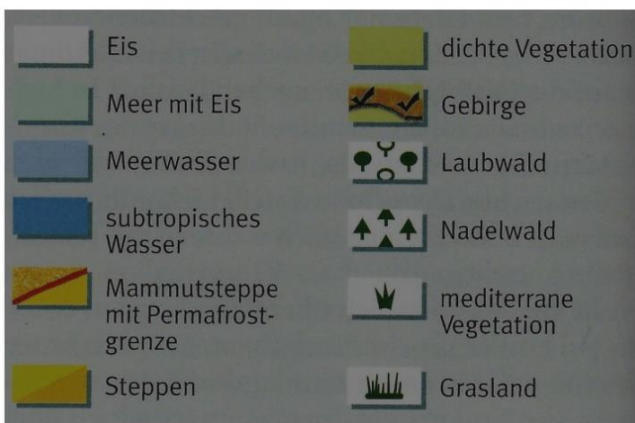 Eis
Meer mit Eis
Meerwasser
subtropisches
Wasser
Mammutsteppe
mit Permafrost-
grenze
Steppen
dichte Vegetation
Gebirge
Laubwald
Nadelwald
mediterrane
Vegetation
Grasland